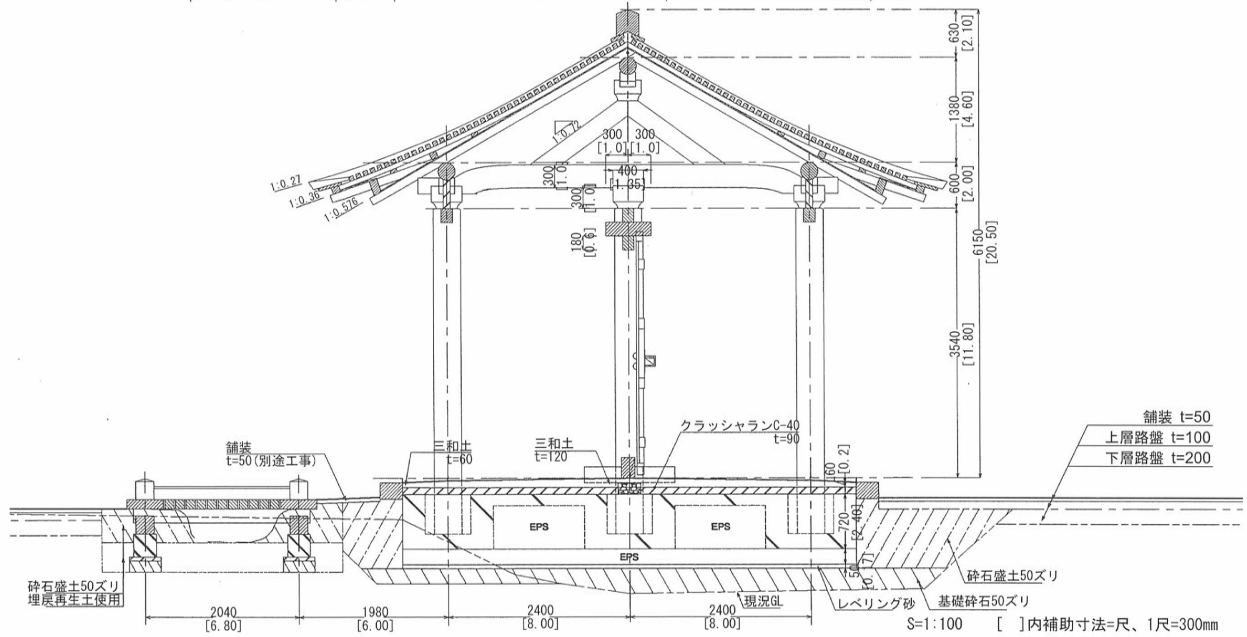 630
[2.10]
1380
[4.60]
600
[2.00]
6150
[20.50]
3540
[11.80]
1:0.72
300
[1.0]
300
[1.0]
400
[1.35]
300
[1.0]
300
[1.0]
180
[0.6]
1:0.27
1:0.36
1:0.576
舗装
t=50(別途工事)
三和土
t=60
三和土
t=120
クラッシャランC-40
t=90
60
[0.2]
舗装 t=50
上層路盤 t=100
下層路盤 t=200
EPS
EPS
EPS
720
[2.40]
50
[0.17]
砕石盛土50ズリ
埋戻再生土使用
現況GL
レベリング砂
基礎砕石50ズリ
砕石盛土50ズリ
2040
[6.80]
1980
[6.00]
2400
[8.00]
2400
[8.00]
S=1:100 [ ]内補助寸法=尺、1尺=300mm